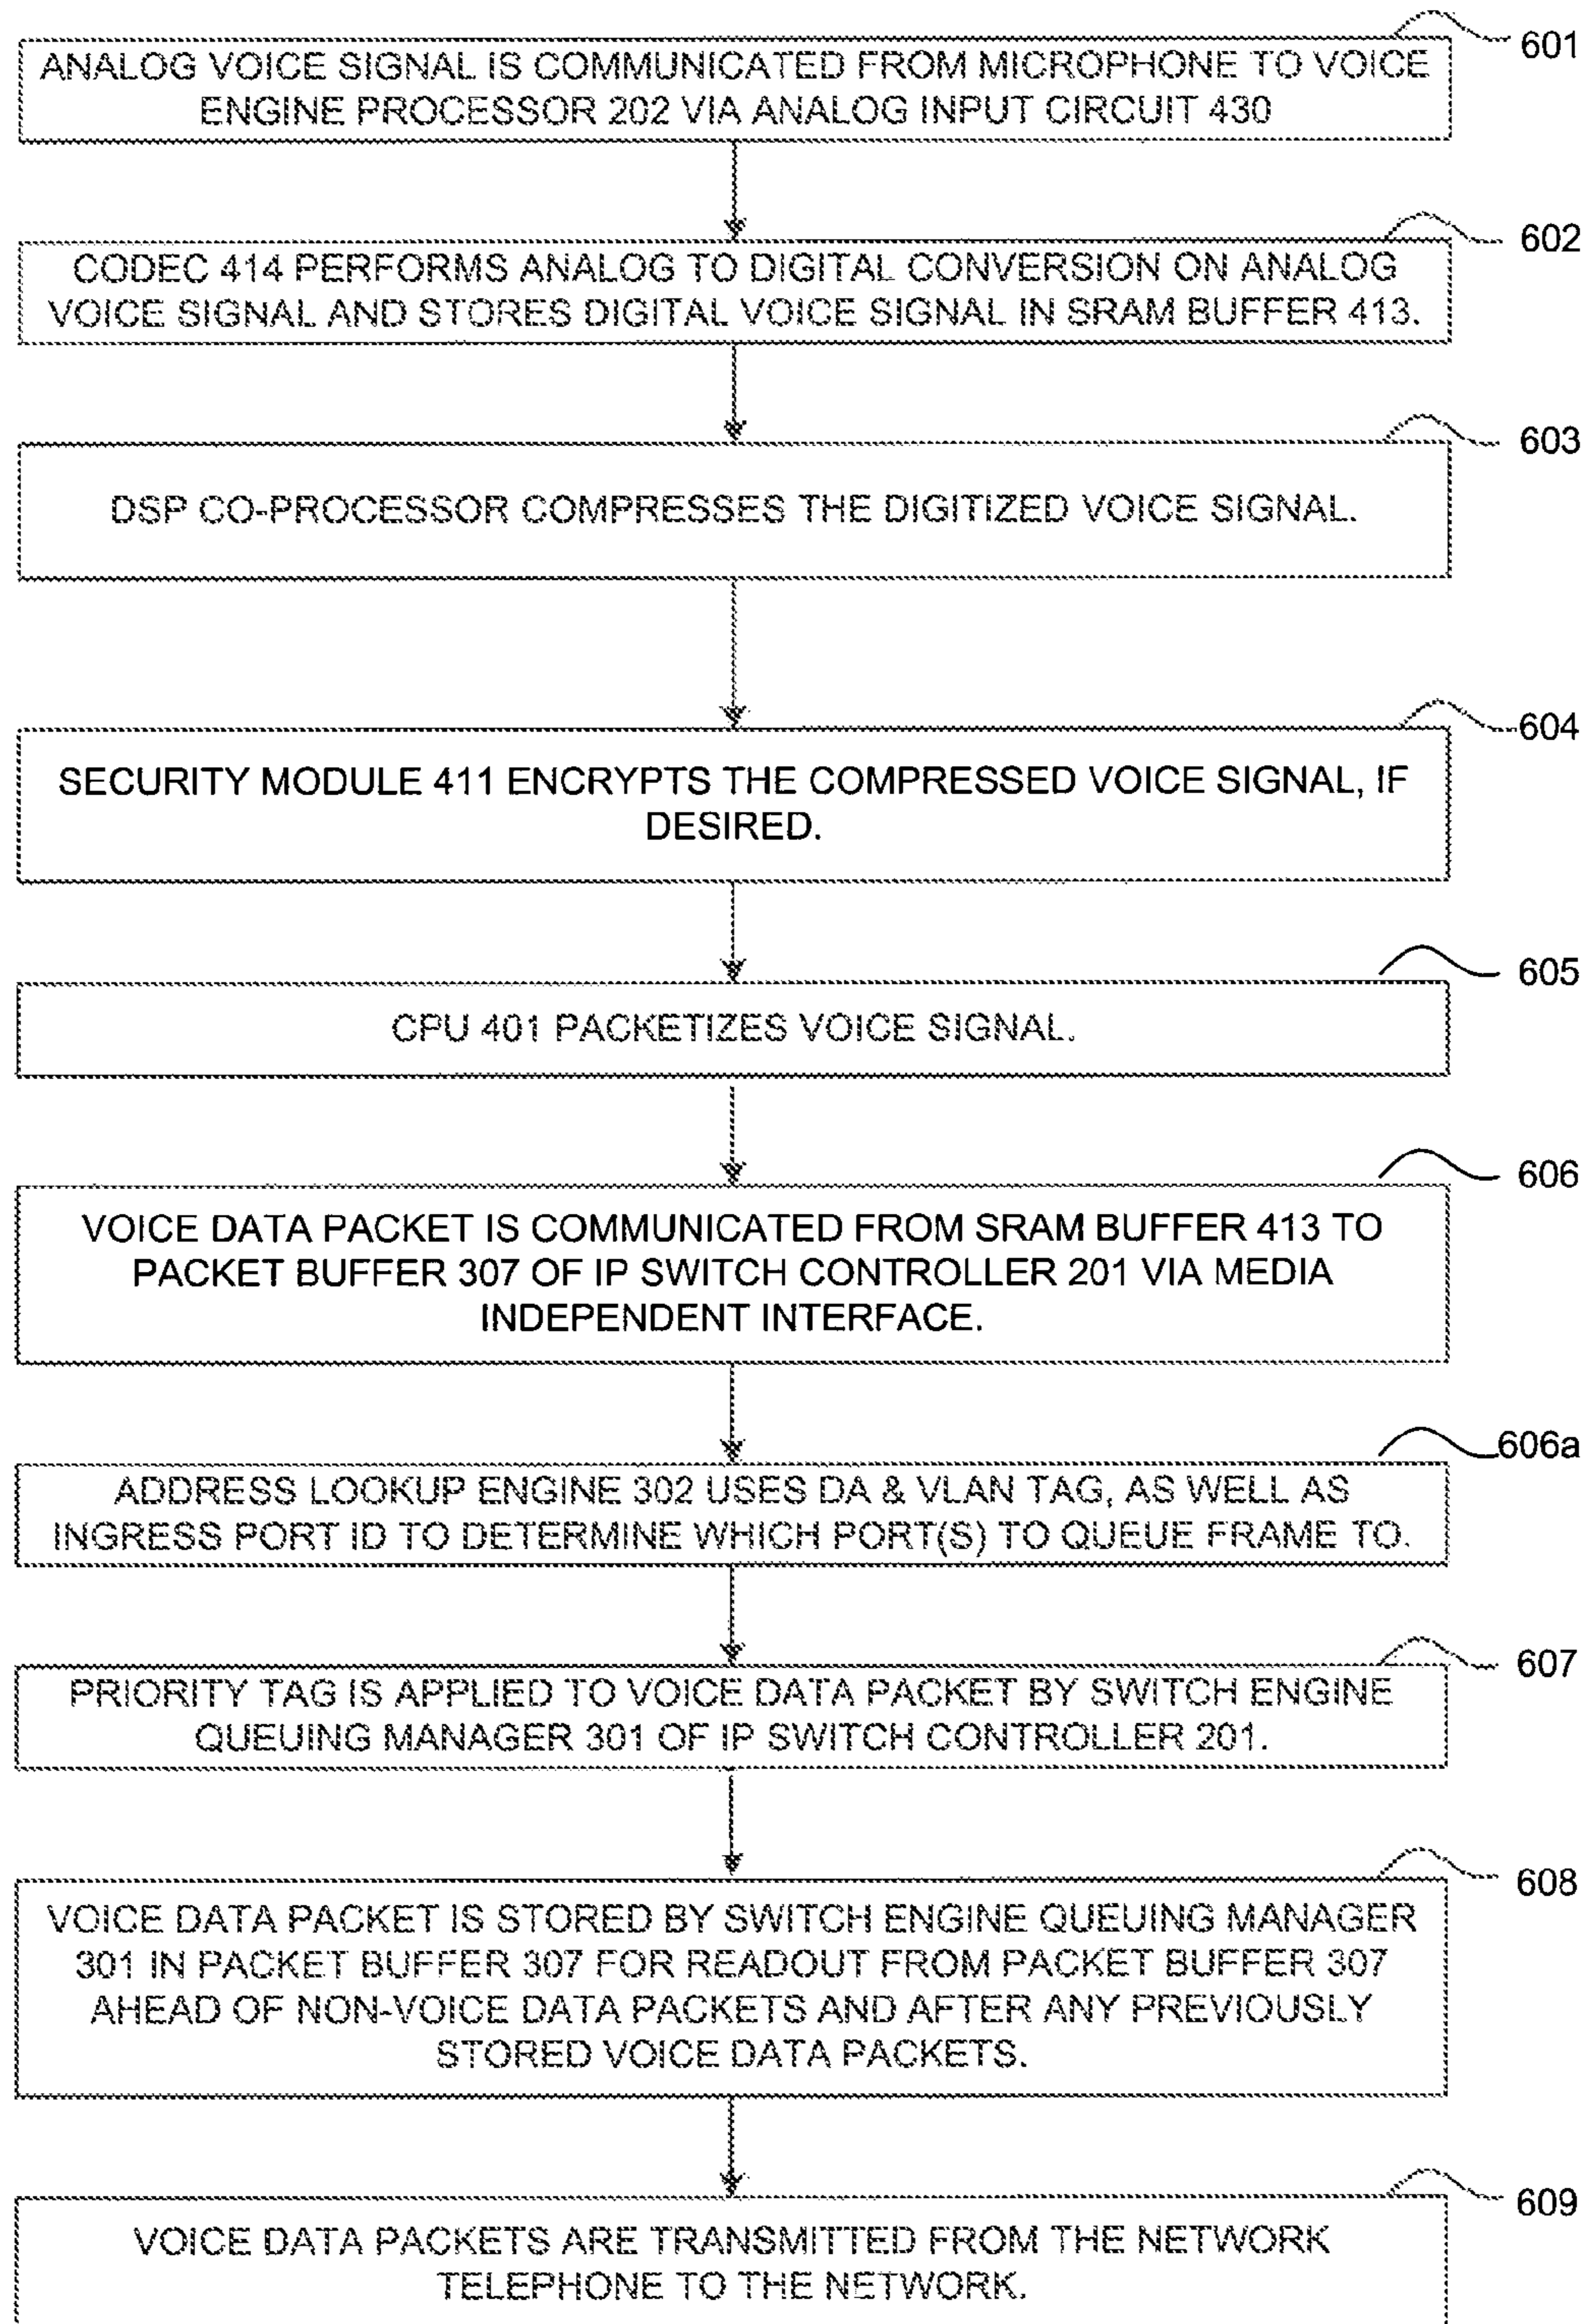 601
ANALOG VOICE SIGNAL IS COMMUNICATED FROM MICROPHONE TO VOICE
ENGINE PROCESSOR 202 VIA ANALOG INPUT CIRCUIT 430
602
CODEC 414 PERFORMS ANALOG TO DIGITAL CONVERSION ON ANALOG
VOICE SIGNAL AND STORES DIGITAL VOICE SIGNAL IN SRAM BUFFER 413.
603
DSP CO-PROCESSOR COMPRESSES THE DIGITIZED VOICE SIGNAL.
604
SECURITY MODULE 411 ENCRYPTS THE COMPRESSED VOICE SIGNAL, IF
DESIRED.
605
CPU 401 PACKETIZES VOICE SIGNAL.
606
VOICE DATA PACKET IS COMMUNICATED FROM SRAM BUFFER 413 TO
PACKET BUFFER 307 OF IP SWITCH CONTROLLER 201 VIA MEDIA
INDEPENDENT INTERFACE.
606a
ADDRESS LOOKUP ENGINE 302 USES DA & VLAN TAG, AS WELL AS
INGRESS PORT ID TO DETERMINE WHICH PORT(S) TO QUEUE FRAME TO.
607
PRIORITY TAG IS APPLIED TO VOICE DATA PACKET BY SWITCH ENGINE
QUEUING MANAGER 301 OF IP SWITCH CONTROLLER 201.
608
VOICE DATA PACKET IS STORED BY SWITCH ENGINE QUEUING MANAGER
301 IN PACKET BUFFER 307 FOR READOUT FROM PACKET BUFFER 307
AHEAD OF NON-VOICE DATA PACKETS AND AFTER ANY PREVIOUSLY
STORED VOICE DATA PACKETS.
609
VOICE DATA PACKETS ARE TRANSMITTED FROM THE NETWORK
TELEPHONE TO THE NETWORK.